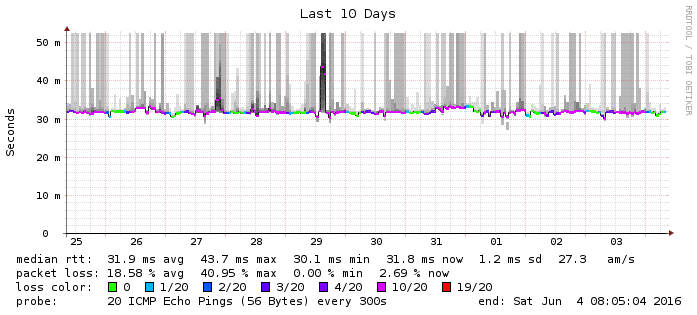 Last 10 Days
RRDTOOL / TOBI OETIKER
Seconds
50 m
40 m
30 m
20 m
10 m
0
25 26 27 28 29 30 31 01 02 03
median rtt: 31.9 ms avg 43.7 ms max 30.1 ms min 31.8 ms now 1.2 ms sd 27.3 am/s
packet loss: 18.58 % avg 40.95 % max 0.00 % min 2.69 % now
loss color: 0 1/20 2/20 3/20 4/20 10/20 19/20
probe: 20 ICMP Echo Pings (56 Bytes) every 300s end: Sat Jun 4 08:05:04 2016